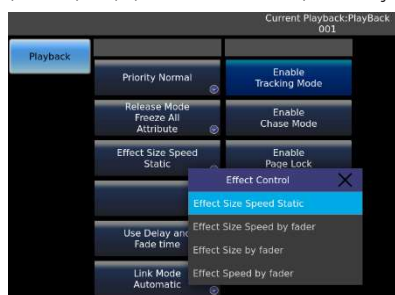 Current Playback:PlayBack
001
Playback
Priority Normal
Enable
Tracking Mode
Release Mode
Freeze All
Attribute
Enable
Chase Mode
Effect Size Speed
Static
Enable
Page Lock
Effect Control
Effect Size Speed Static
Effect Size Speed by fader
Effect Size by fader
Effect Speed by fader
Use Delay and
Fade time
Link Mode
Automatic